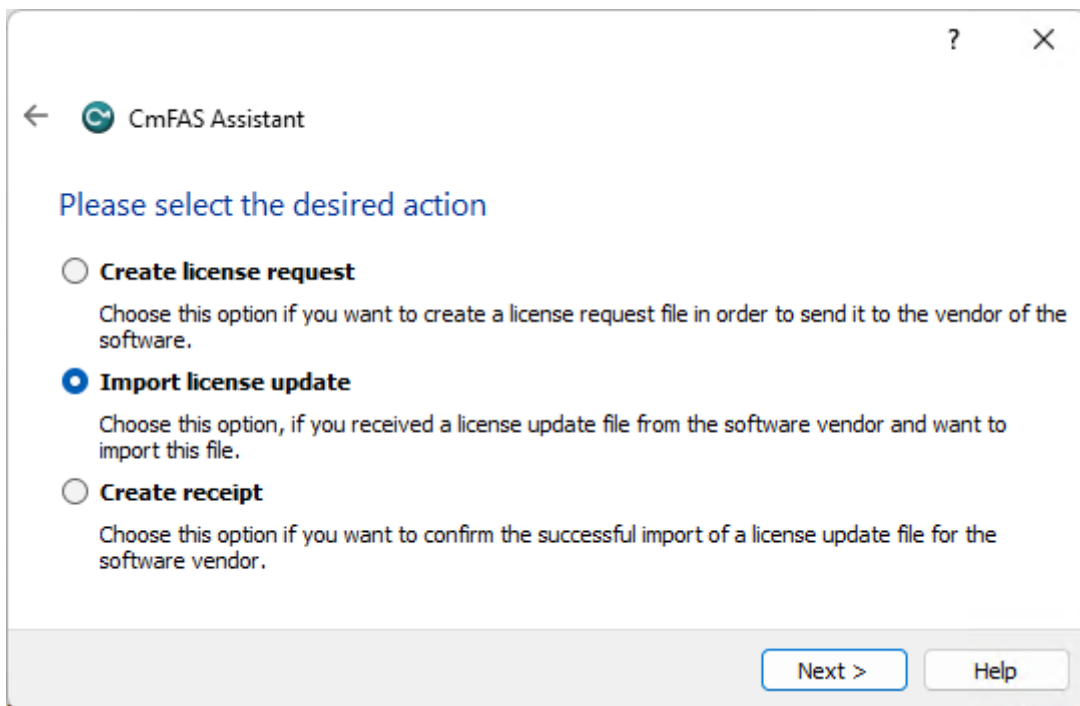 ?
CmFAS Assistant
Please select the desired action
Create license request
Choose this option if you want to create a license request file in order to send it to the vendor of the
software.
Import license update
Choose this option, if you received a license update file from the software vendor and want to
import this file.
Create receipt
Choose this option if you want to confirm the successful import of a license update file for the
software vendor.
Next >
Help